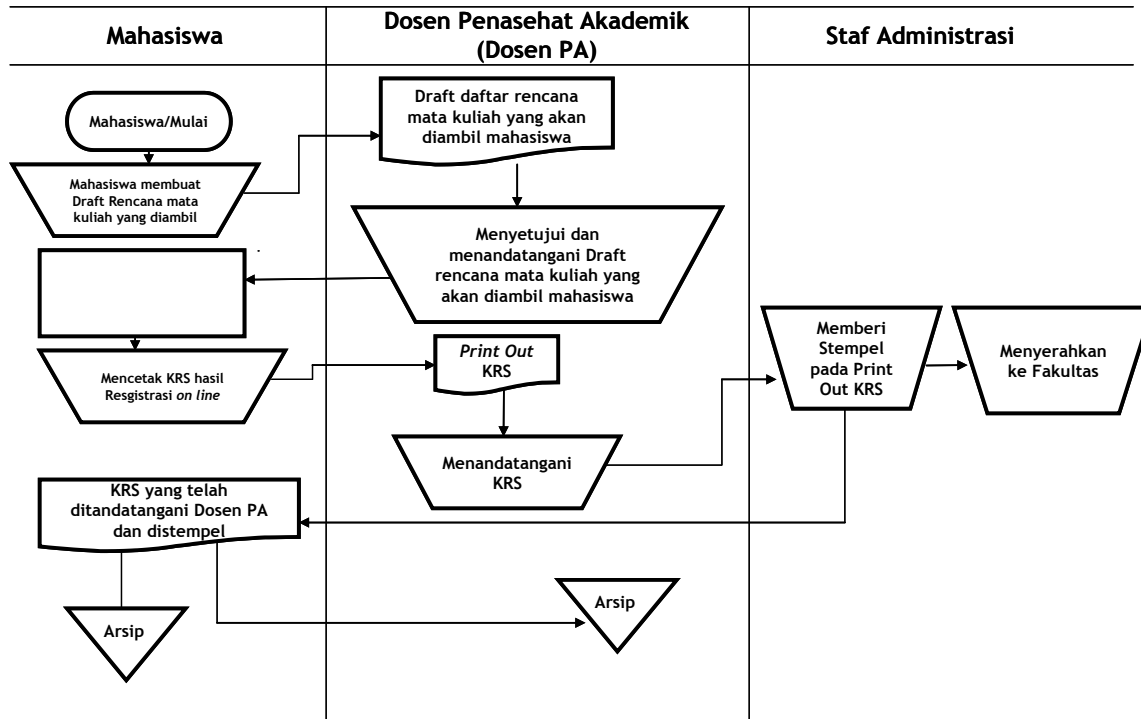 Mahasiswa
Dosen Penasehat Akademik
(Dosen PA)
Staf Administrasi
Mahasiswa/Mulai
Draft daftar rencana
mata kuliah yang akan
diambil mahasiswa
Mahasiswa membuat
Draft Rencana mata
kuliah yang diambil
Menyetujui dan
menandatangani Draft
rencana mata kuliah yang
akan diambil mahasiswa
Mencetak KRS hasil
Resgistrasi on line
Print Out
KRS
Memberi
Stempel
pada Print
Out KRS
Menyerahkan
ke Fakultas
Menandatangani
KRS
KRS yang telah
ditandatangani Dosen PA
dan distempel
Arsip
Arsip